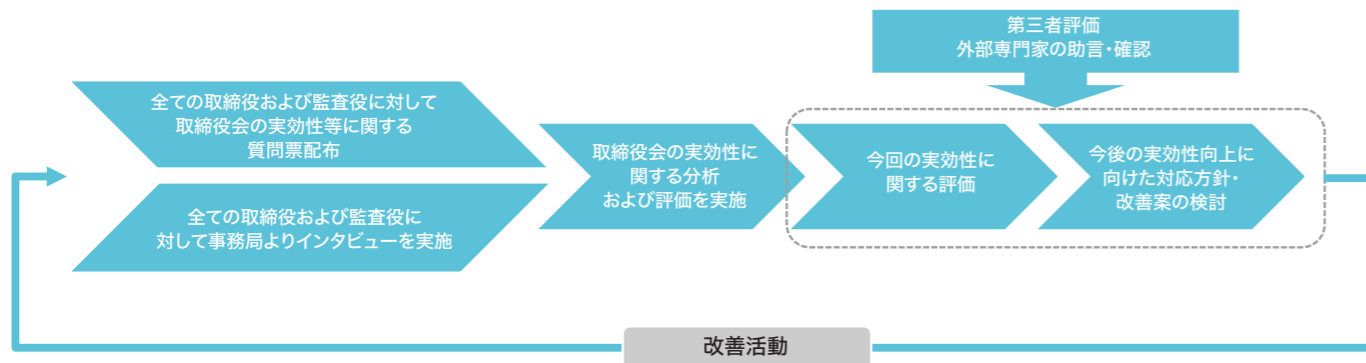 第三者評価
外部専門家の助言・確認
全ての取締役および監査役に対して
取締役会の実効性等に関する
質問票配布
全ての取締役および監査役に
対して事務局よりインタビューを実施
取締役会の実効性に
関する分析
および評価を実施
今回の実効性に
関する評価
今後の実効性向上に
向けた対応方針・
改善案の検討
改善活動